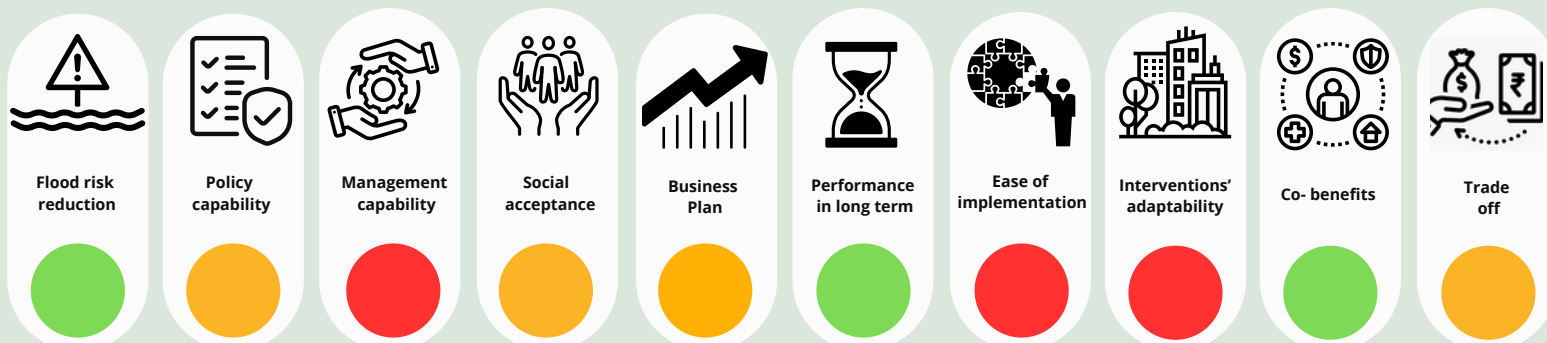 Flood risk
reduction
Policy
capability
Management
capability
Social
acceptance
Business
Plan
Performance
in long term
Ease of
implementation
Interventions’
adaptability
Co- benefits
Trade
off
$
$
₹